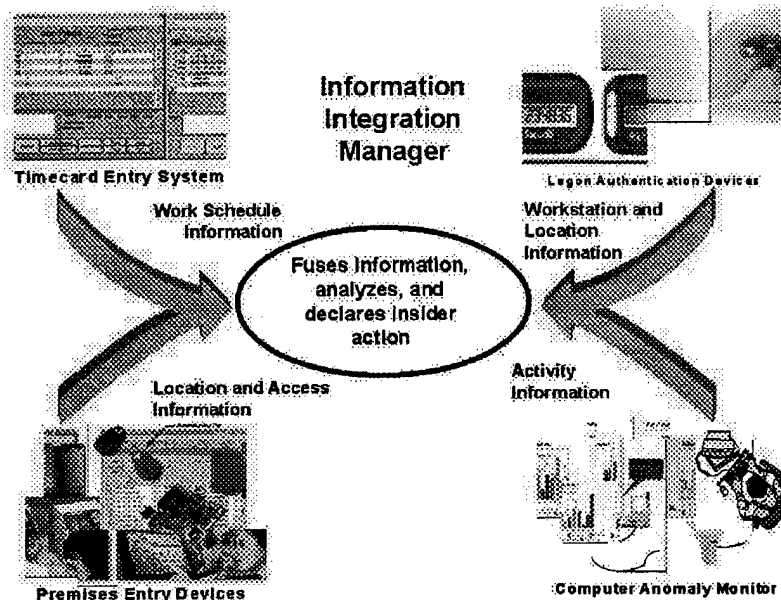 Information
Integration
Manager
Timecard Entry System
Logon Authentication Devices
Work Schedule
Information
Workstation and
Location
Information
Fuses Information,
analyzes, and
declares insider
action
Location and Access
Information
Activity
Information
Premises Entry Devices
Computer Anomaly Monitor